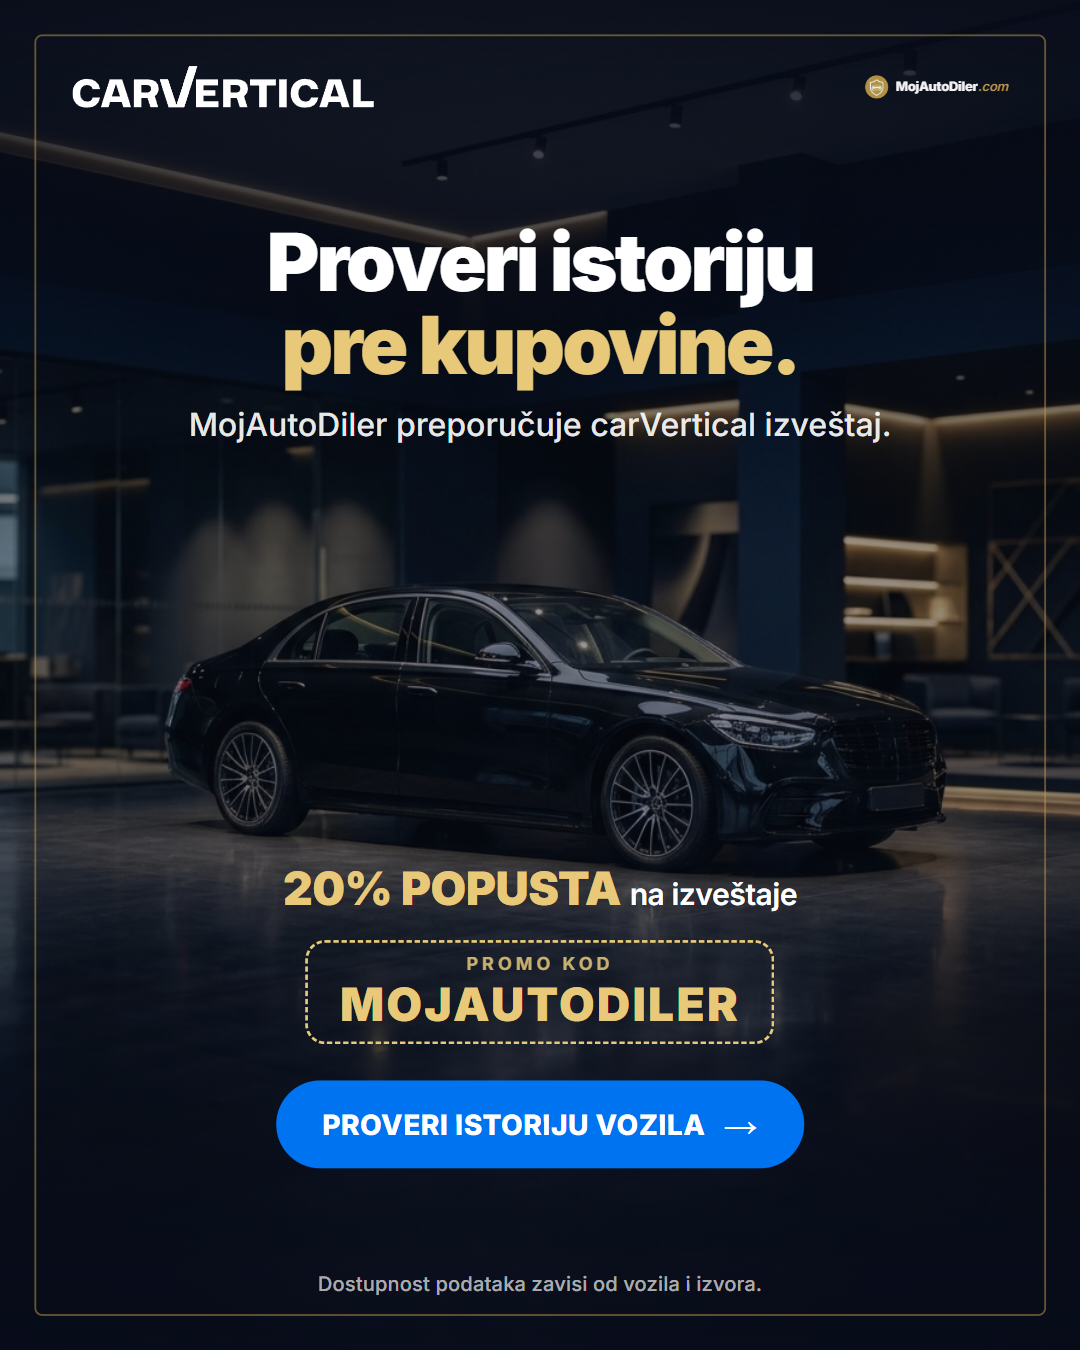 CARVERTICAL
MojAutoDiler.com
Proveri istoriju
pre kupovine.
MojAutoDiler preporučuje carVertical izveštaj.
20% POPUSTA na izveštaje
PROMO KOD
MOJAUTODILER
PROVERI ISTORIJU VOZILA →
Dostupnost podataka zavisi od vozila i izvora.